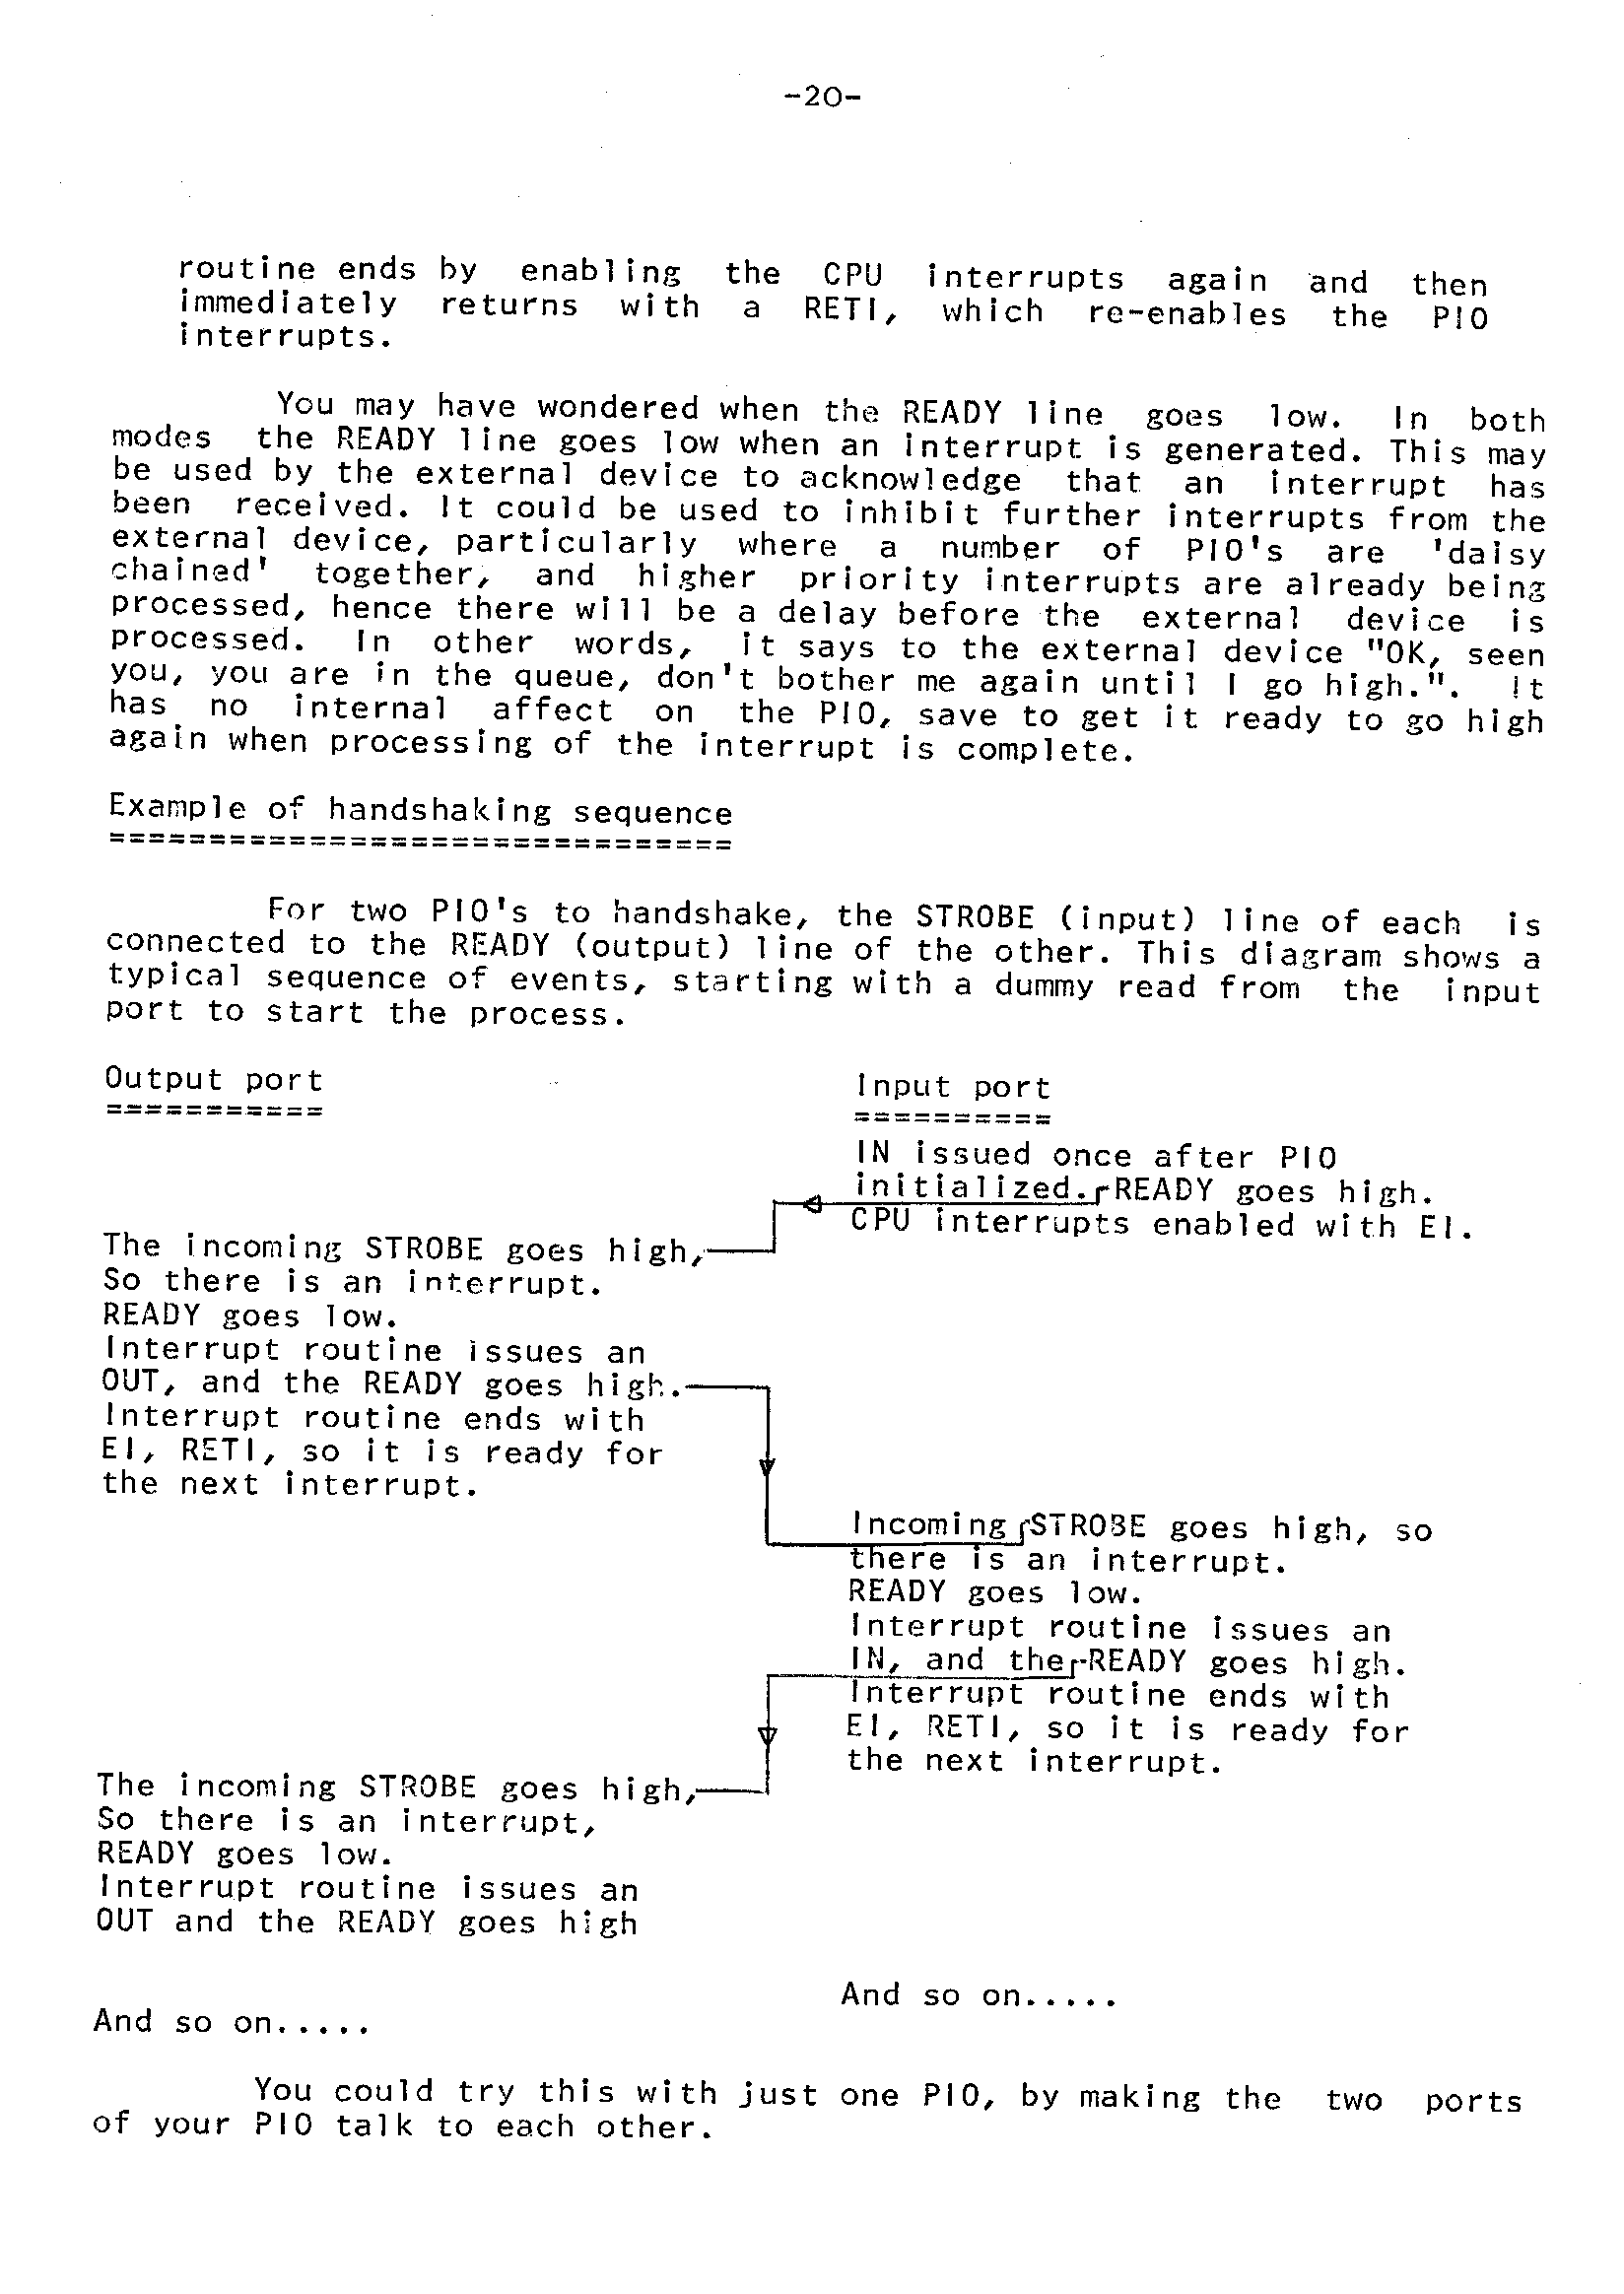 -20-
routine ends by enabling the CPU interrupts again and then
immediately returns with a RETI, which re-enables the PIO
interrupts.
You may have wondered when the READY line goes low. In both
modes the READY line goes low when an interrupt is generated. This may
be used by the external device to acknowledge that an interrupt has
been received. It could be used to inhibit further interrupts from the
external device, particularly where a number of PIO's are 'daisy
chained' together, and higher priority interrupts are already being
processed, hence there will be a delay before the external device is
processed. In other words, it says to the external device "OK, seen
you, you are in the queue, don't bother me again until I go high.". It
has no internal affect on the PIO, save to get it ready to go high
again when processing of the interrupt is complete.
Example of handshaking sequence
===============================
For two PIO's to handshake, the STROBE (input) line of each is
connected to the READY (output) line of the other. This diagram shows a
typical sequence of events, starting with a dummy read from the input
port to start the process.
Output port
===========
Input port
==========
IN issued once after PIO
initialized. READY goes high.
CPU interrupts enabled with EI.
The incoming STROBE goes high,
So there is an interrupt.
READY goes low.
Interrupt routine issues an
OUT, and the READY goes high.
Interrupt routine ends with
EI, RETI, so it is ready for
the next interrupt.
Incoming STROBE goes high, so
there is an interrupt.
READY goes low.
Interrupt routine issues an
IN, and the READY goes high.
Interrupt routine ends with
EI, RETI, so it is ready for
the next interrupt.
The incoming STROBE goes high,
So there is an interrupt,
READY goes low.
Interrupt routine issues an
OUT and the READY goes high
And so on.....
And so on.....
You could try this with just one PIO, by making the two ports
of your PIO talk to each other.